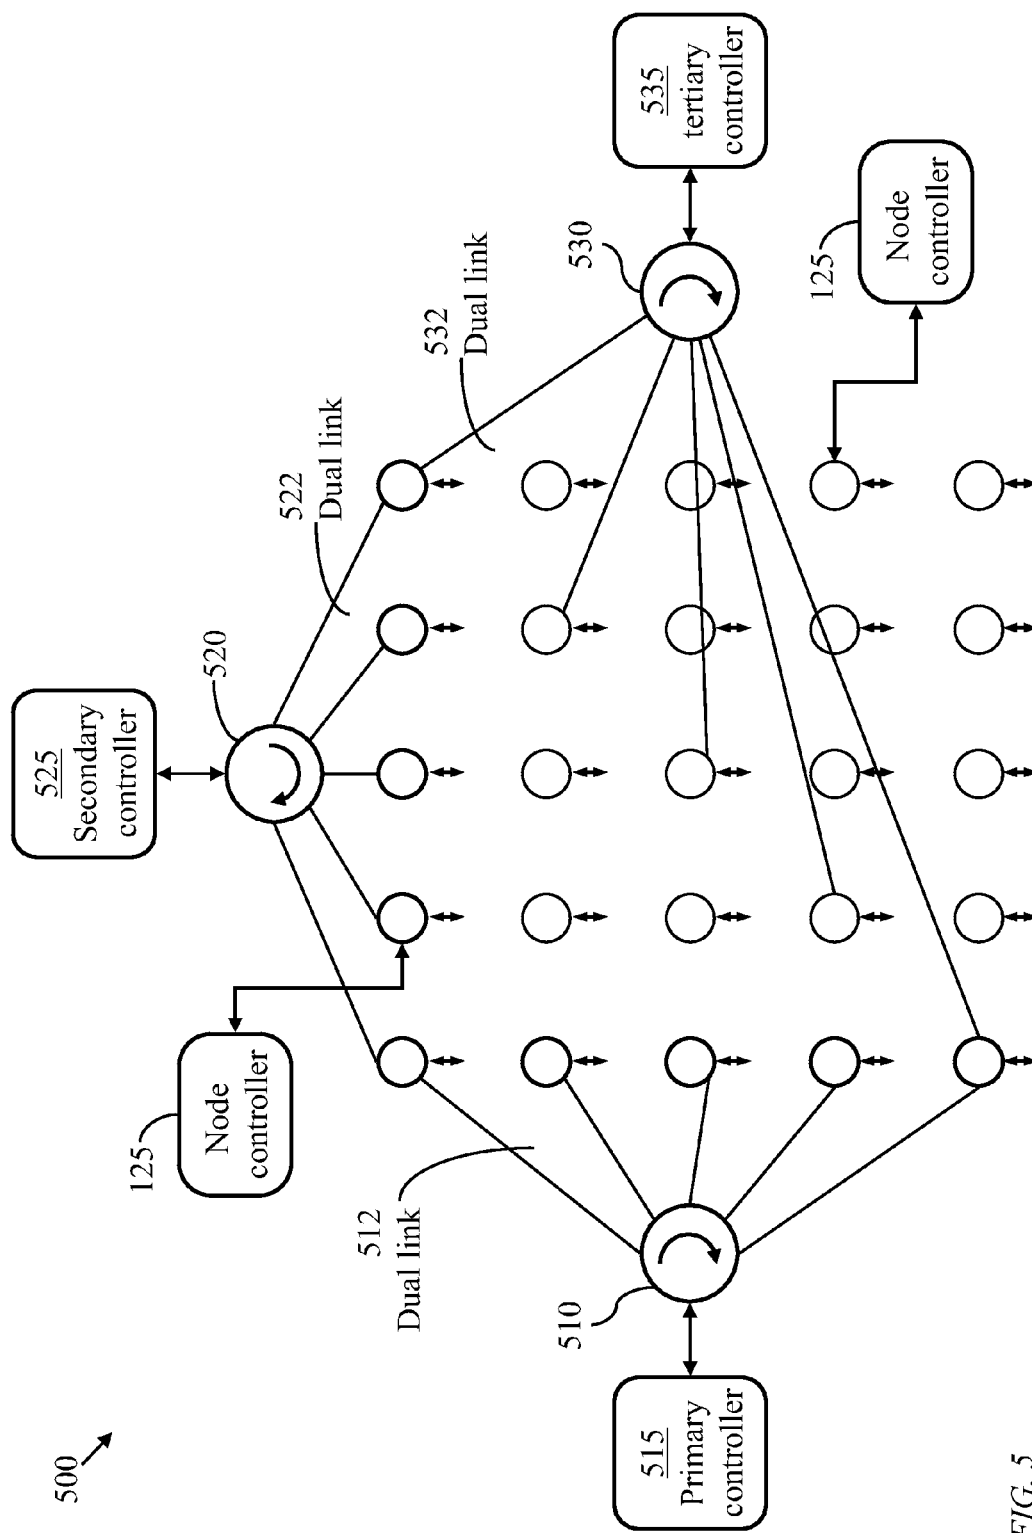 500
515
Primary
controller
510
512
Dual link
125
Node
controller
525
Secondary
controller
520
522
Dual link
532
Dual link
530
535
tertiary
controller
125
Node
controller
FIG. 5